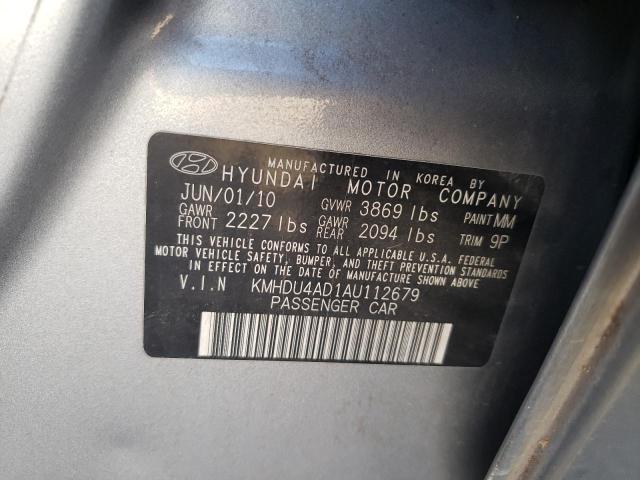 MANUFACTURED IN KOREA BY
HYUNDAI MOTOR COMPANY
JUN/01/10 GVWR 3869 lbs PAINT MM
GAWR FRONT 2227 lbs GAWR REAR 2094 lbs TRIM 9P
THIS VEHICLE CONFORMS TO ALL APPLICABLE U.S.A. FEDERAL
MOTOR VEHICLE SAFETY, BUMPER, AND THEFT PREVENTION STANDARDS
IN EFFECT ON THE DATE OF MANUFACTURE SHOWN ABOVE.
V.I.N KMHDU4AD1AU112679
PASSENGER CAR